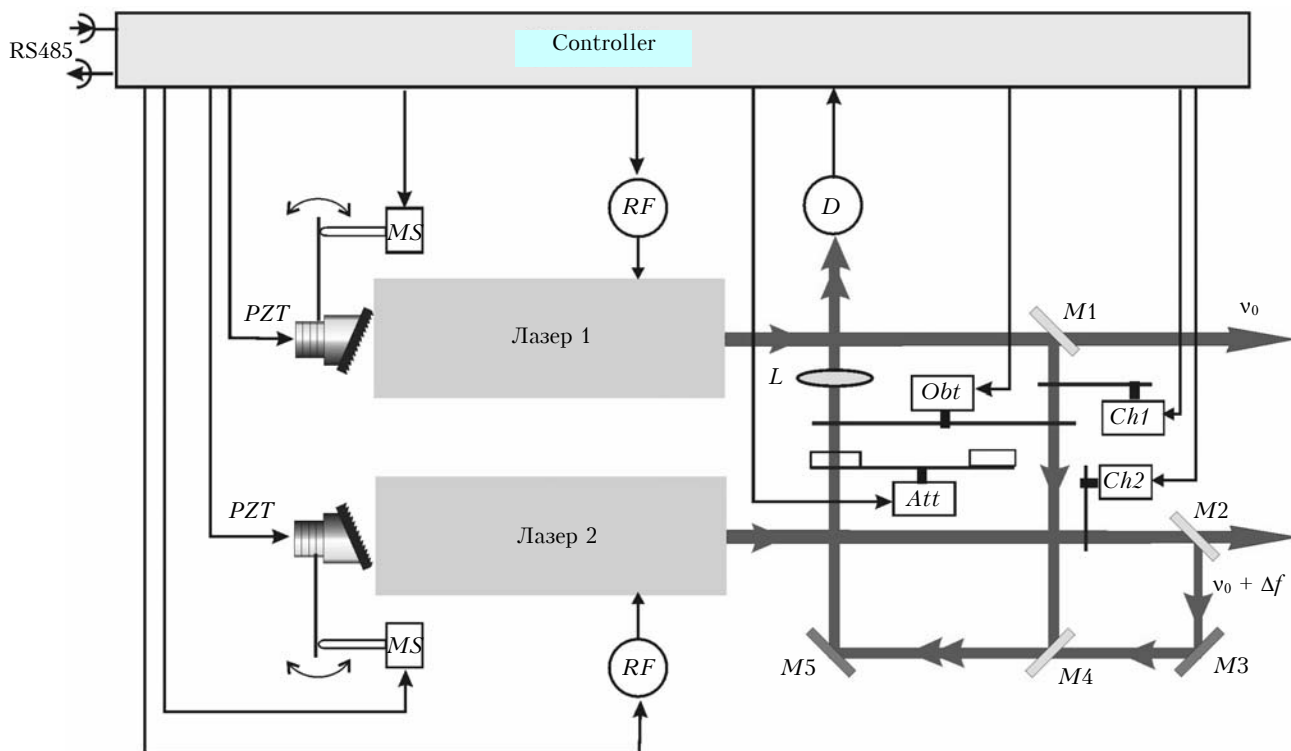 Controller
RS485
RF
D
MS
PZT
Лазер 1
M1
ν₀
L
Obt
Ch1
Ch2
Att
PZT
Лазер 2
M2
ν₀ + Δf
MS
RF
M5
M4
M3